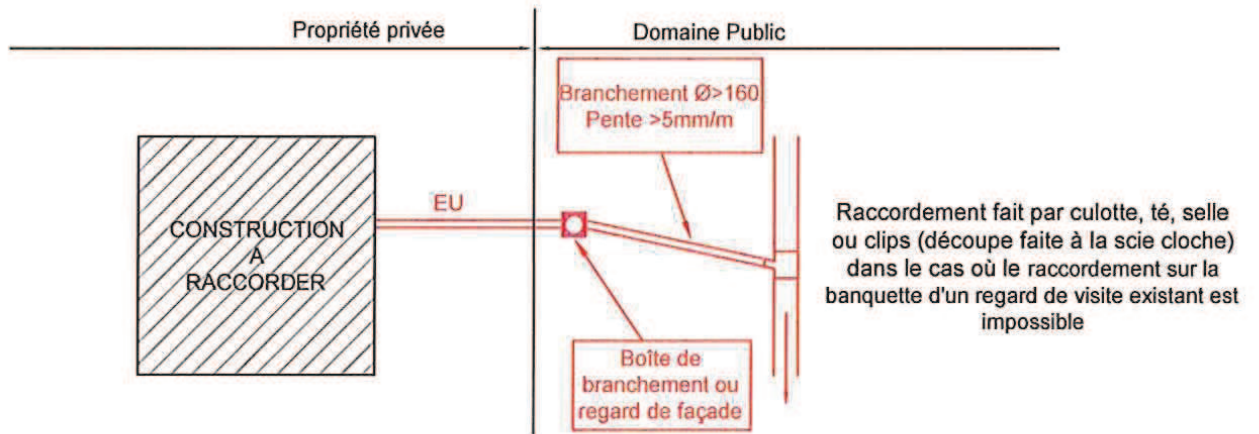 Propriété privée
Domaine Public
Branchement Ø>160
Pente >5mm/m
EU
CONSTRUCTION
A
RACCORDER
Raccordement fait par culotte, té, selle
ou clips (découpe faite à la scie cloche)
dans le cas où le raccordement sur la
banquette d'un regard de visite existant est
impossible
Boîte de
branchement ou
regard de façade